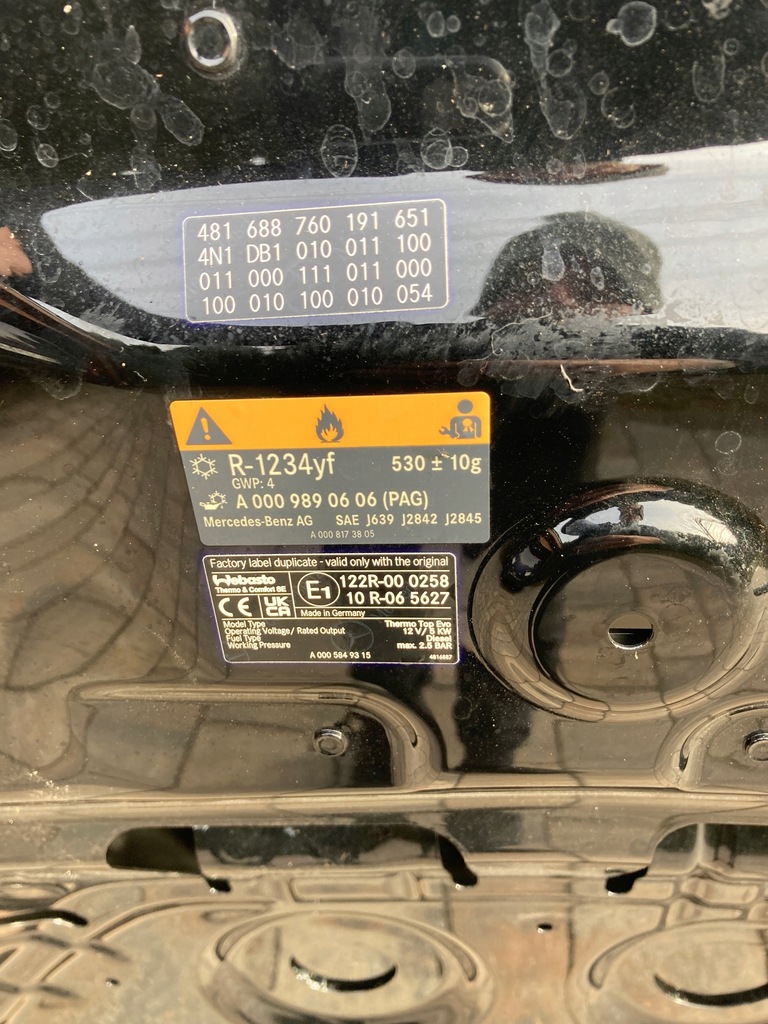 481 688 760 191 651
4N1 DB1 010 011 100
011 000 111 011 000
100 010 100 010 054
R-1234yf 530 ± 10g
GWP: 4
A 000 989 06 06 (PAG)
Mercedes-Benz AG SAE J639 J2842 J2845
A 000 817 38 05
Factory label duplicate - valid only with the original
Webasto
Thermo & Comfort SE
CE UKCA E1 122R-00 0258
10 R-06 5627
Made in Germany
Model Type Thermo Top Evo
Operating Voltage/ Rated Output 12 V/ 5 KW
Fuel Type Diesel
Working Pressure max. 2.5 BAR
A 000 584 93 15